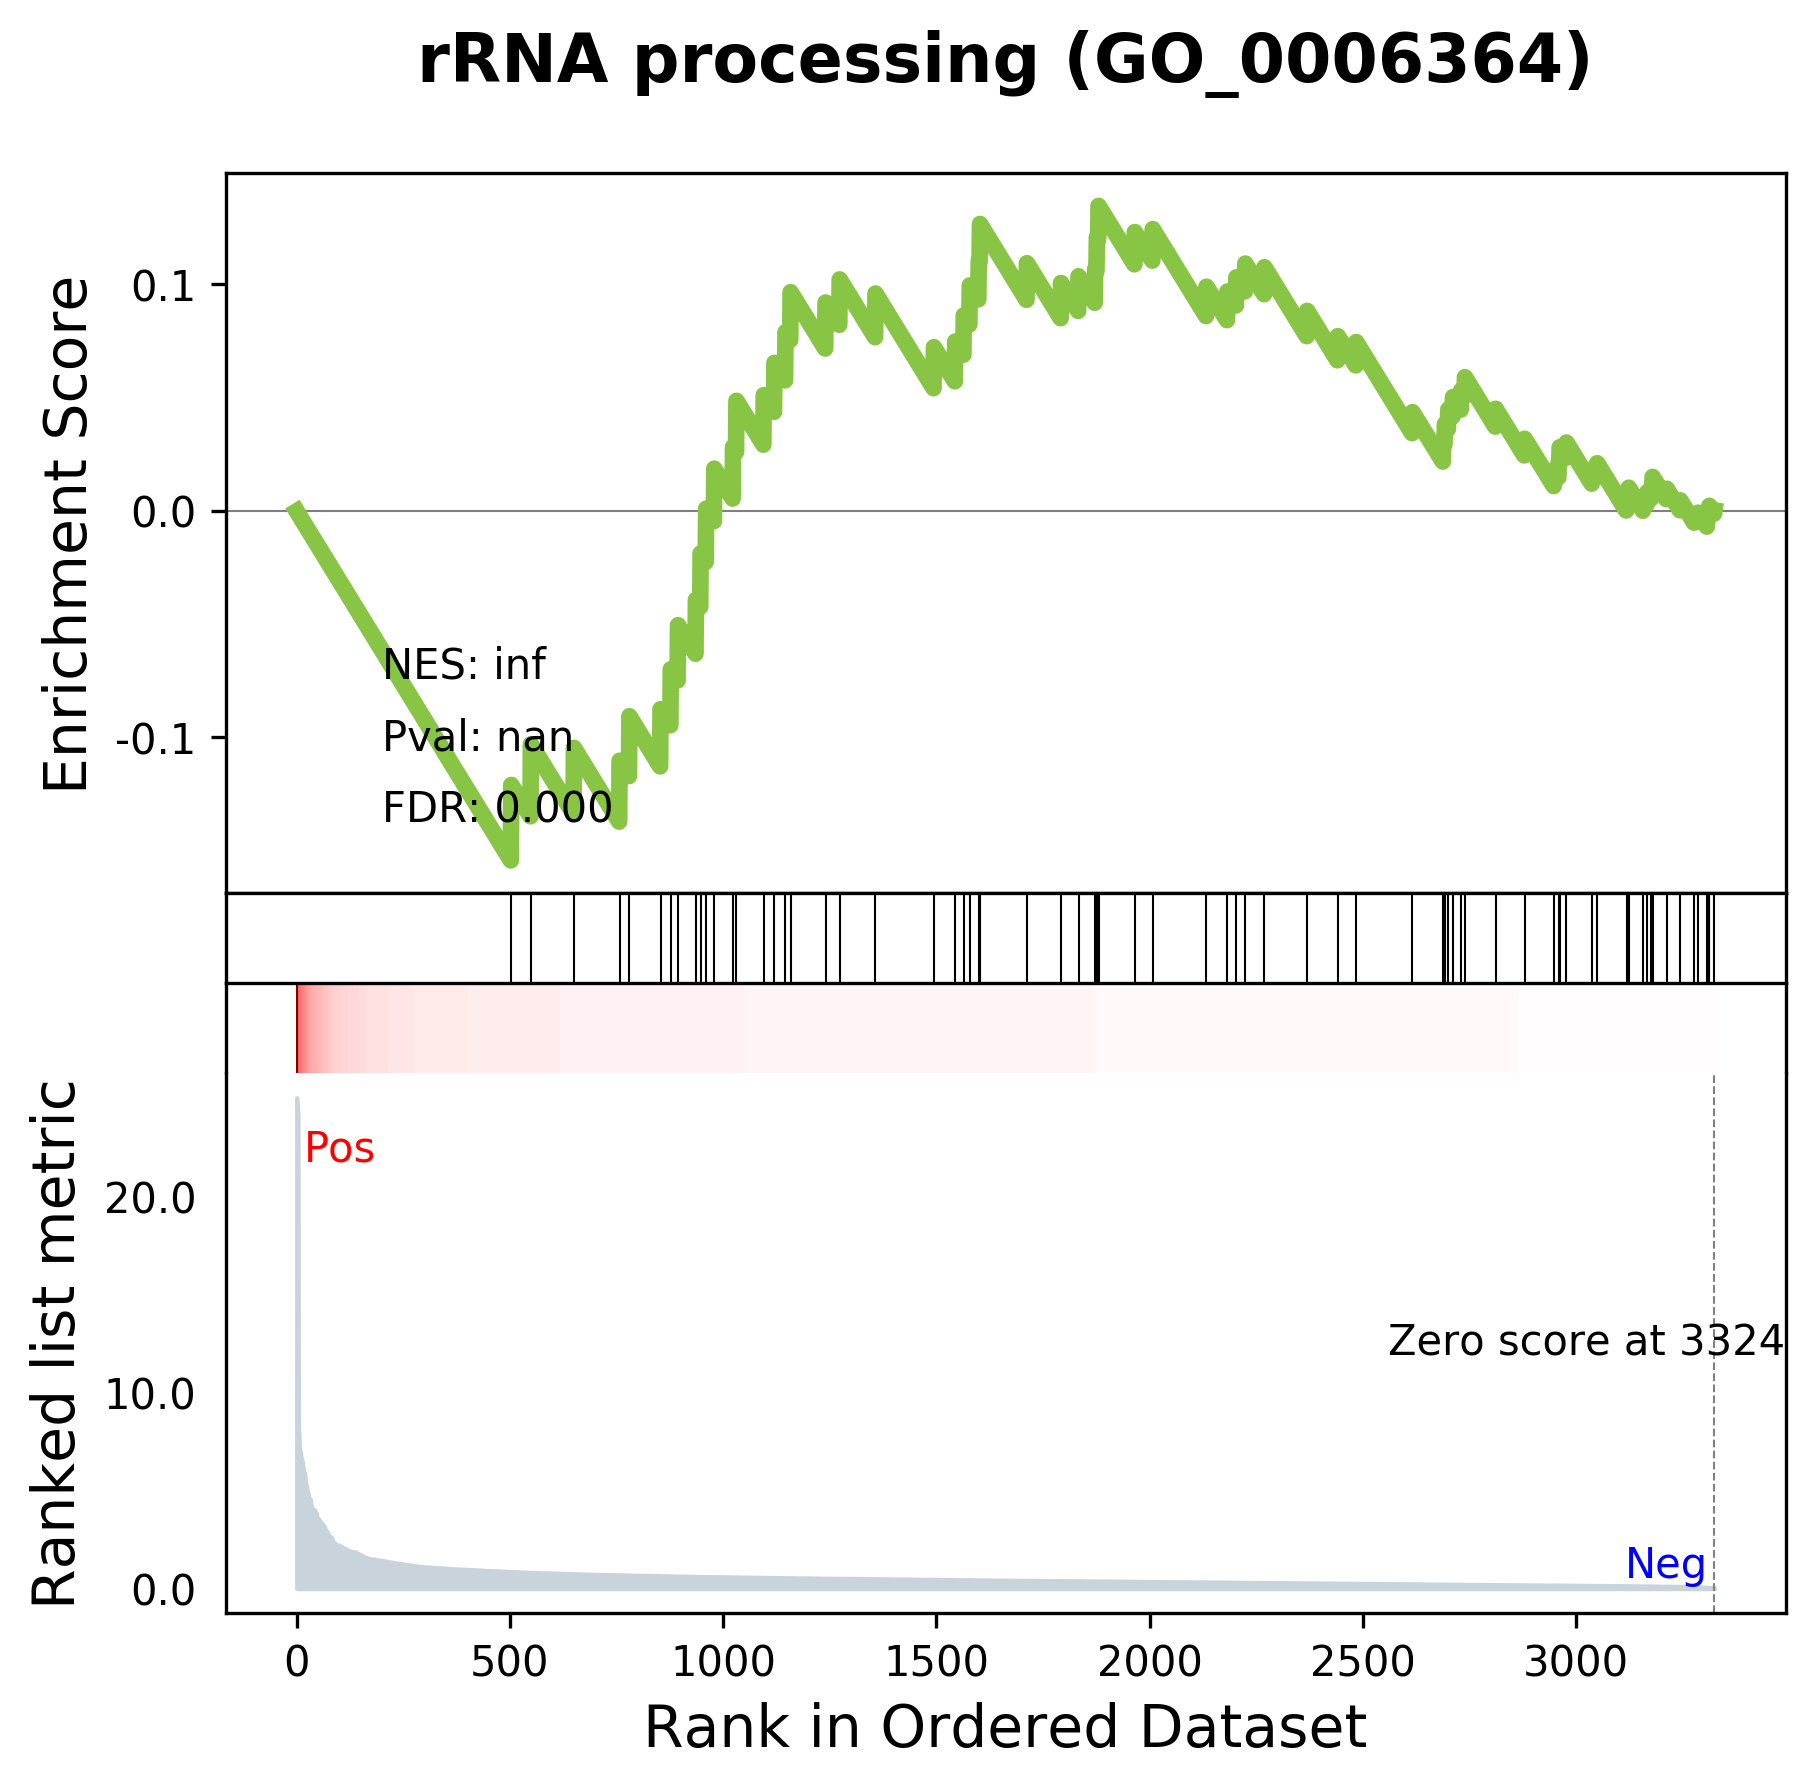 rRNA processing (GO_0006364)
Enrichment Score
0.1
0.0
-0.1
NES: inf
Pval: nan
FDR: 0.000
Ranked list metric
Pos
20.0
Zero score at 3324
10.0
Neg
0.0
0 500 1000 1500 2000 2500 3000
Rank in Ordered Dataset